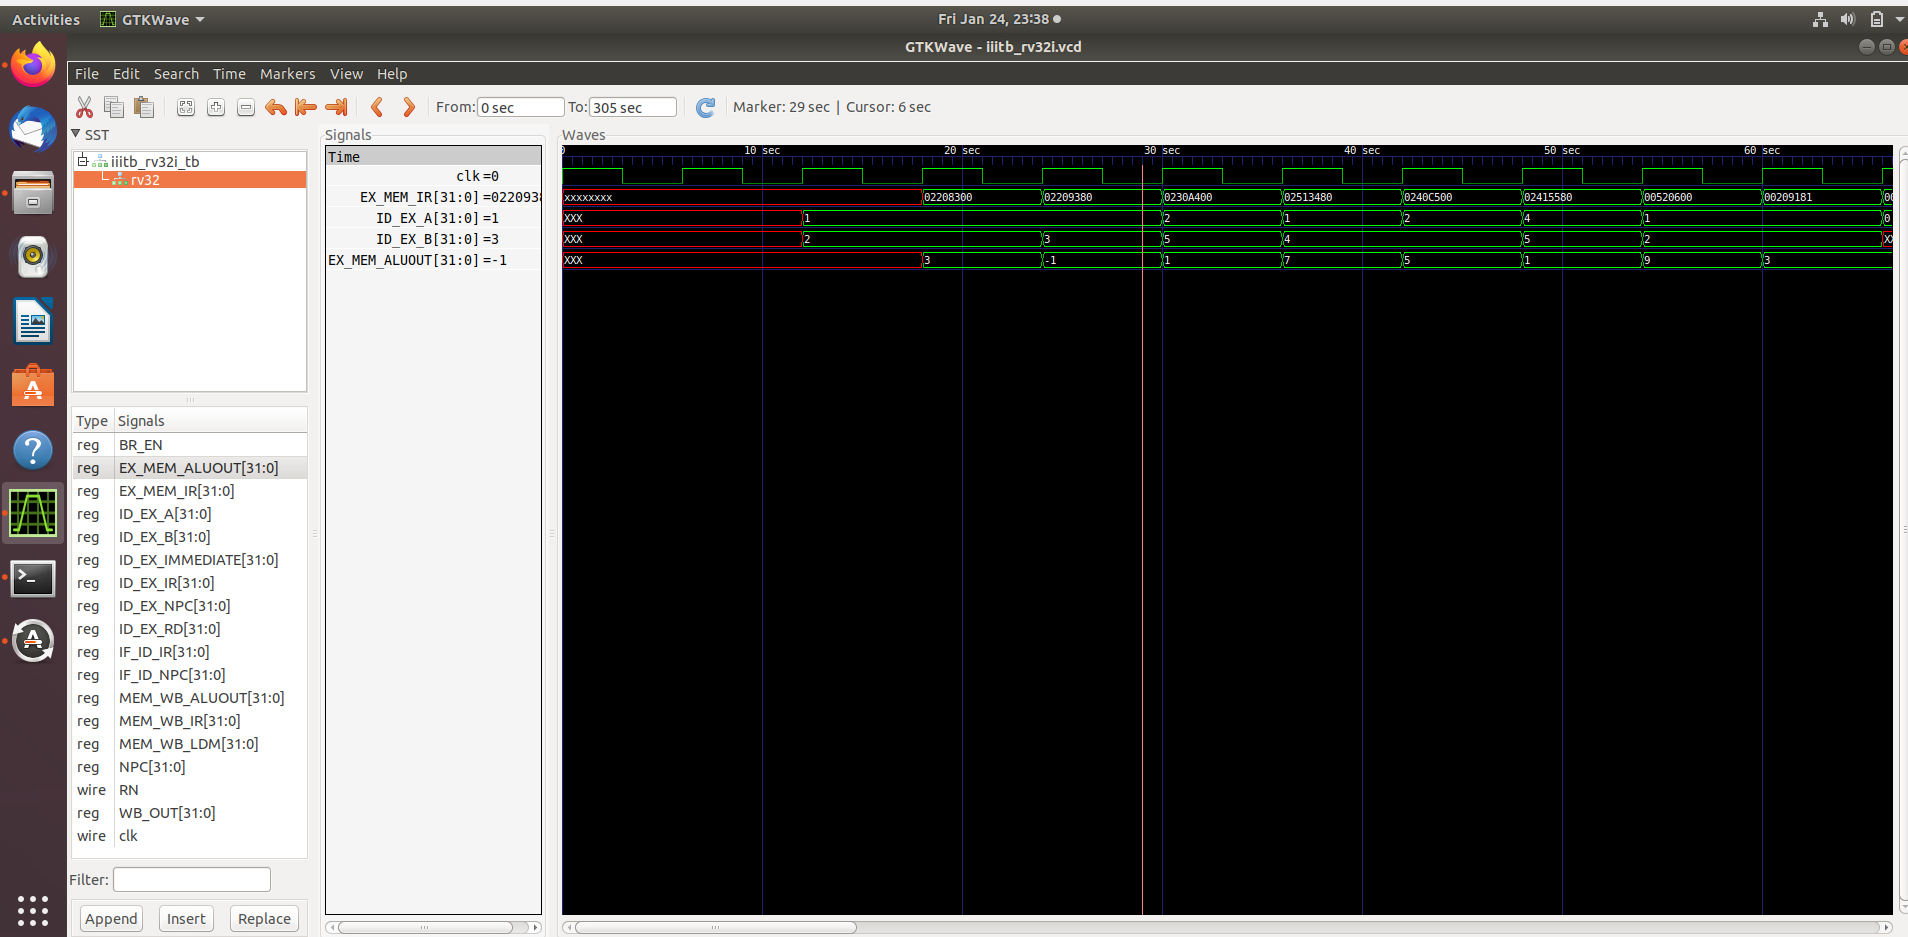 Activities GTKWave Fri Jan 24, 23:38
GTKWave - iiitb_rv32i.vcd
File Edit Search Time Markers View Help
From: 0 sec To: 305 sec Marker: 29 sec | Cursor: 6 sec
SST
iiitb_rv32i_tb
rv32
Type Signals
reg BR_EN
reg EX_MEM_ALUOUT[31:0]
reg EX_MEM_IR[31:0]
reg ID_EX_A[31:0]
reg ID_EX_B[31:0]
reg ID_EX_IMMEDIATE[31:0]
reg ID_EX_IR[31:0]
reg ID_EX_NPC[31:0]
reg ID_EX_RD[31:0]
reg IF_ID_IR[31:0]
reg IF_ID_NPC[31:0]
reg MEM_WB_ALUOUT[31:0]
reg MEM_WB_IR[31:0]
reg MEM_WB_LDM[31:0]
reg NPC[31:0]
wire RN
reg WB_OUT[31:0]
wire clk
Filter:
Append Insert Replace
Signals
Time
clk=0
EX_MEM_IR[31:0]=0220938
ID_EX_A[31:0]=1
ID_EX_B[31:0]=3
EX_MEM_ALUOUT[31:0]=-1
Waves
0 10 sec 20 sec 30 sec 40 sec 50 sec 60 sec
xxxxxxxx 02208300 02209380 0230A400 02513480 0240C500 02415580 00520600 00209181 00
XXX 1 2 1 2 4 1 0
XXX 2 3 5 4 5 2 XX
XXX 3 -1 1 7 5 1 9 3